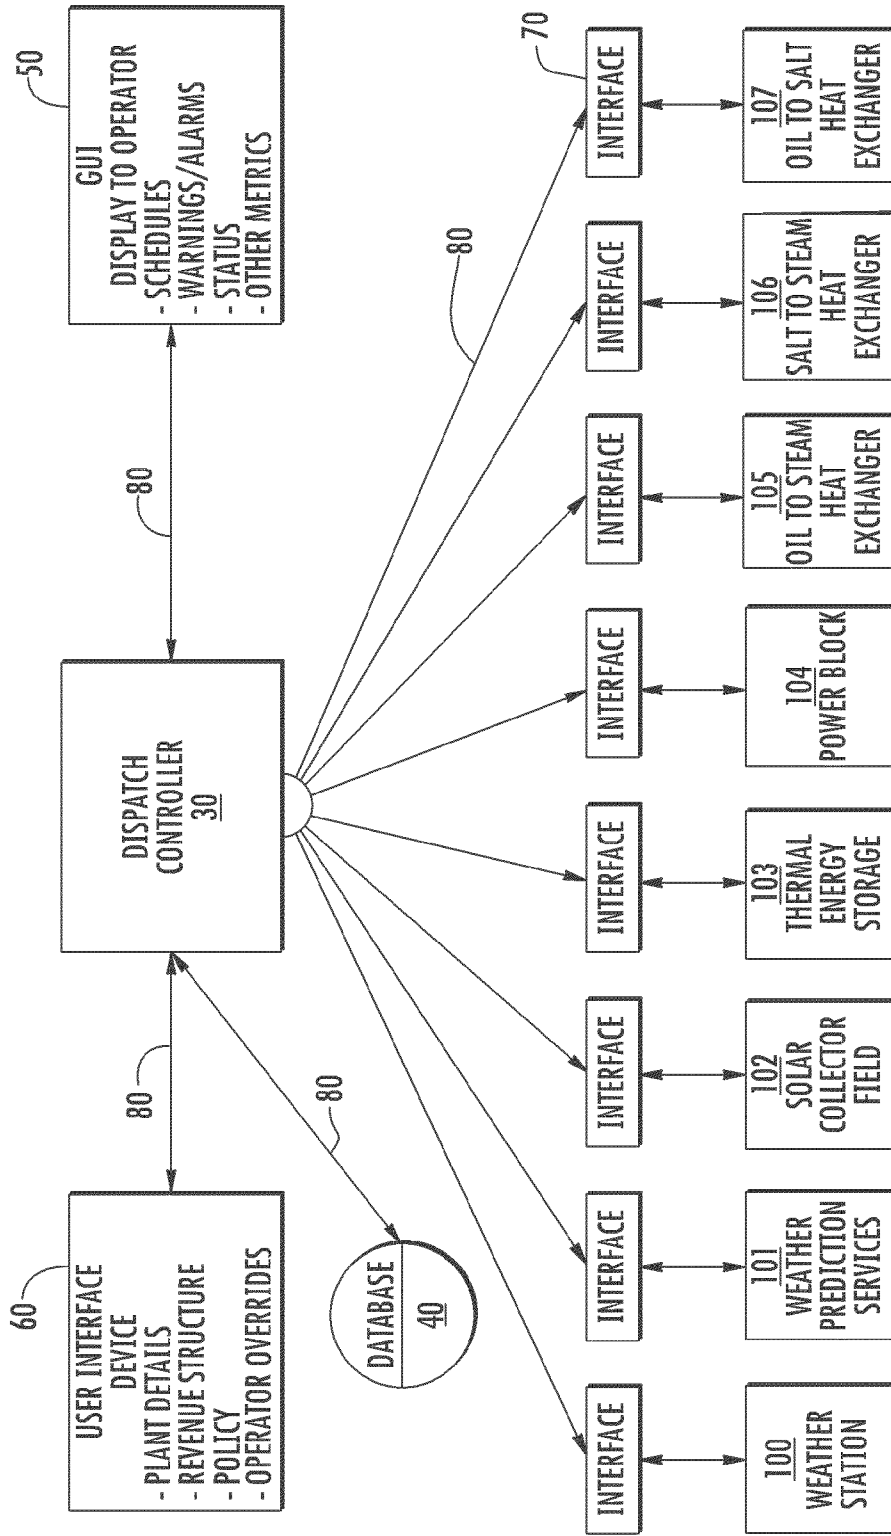 60
USER INTERFACE
DEVICE
- PLANT DETAILS
- REVENUE STRUCTURE
POLICY
- OPERATOR OVERRIDES
80
DISPATCH
CONTROLLER
30
80
50
GUI
DISPLAY TO OPERATOR
- SCHEDULES
- WARNINGS/ALARMS
- STATUS
- OTHER METRICS
DATABASE
40
80
80
70
INTERFACE
INTERFACE
INTERFACE
INTERFACE
INTERFACE
INTERFACE
INTERFACE
INTERFACE
100
WEATHER
STATION
101
WEATHER
PREDICTION
SERVICES
102
SOLAR
COLLECTOR
FIELD
103
THERMAL
ENERGY
STORAGE
104
POWER BLOCK
105
OIL TO STEAM
HEAT
EXCHANGER
106
SALT TO STEAM
HEAT
EXCHANGER
107
OIL TO SALT
HEAT
EXCHANGER